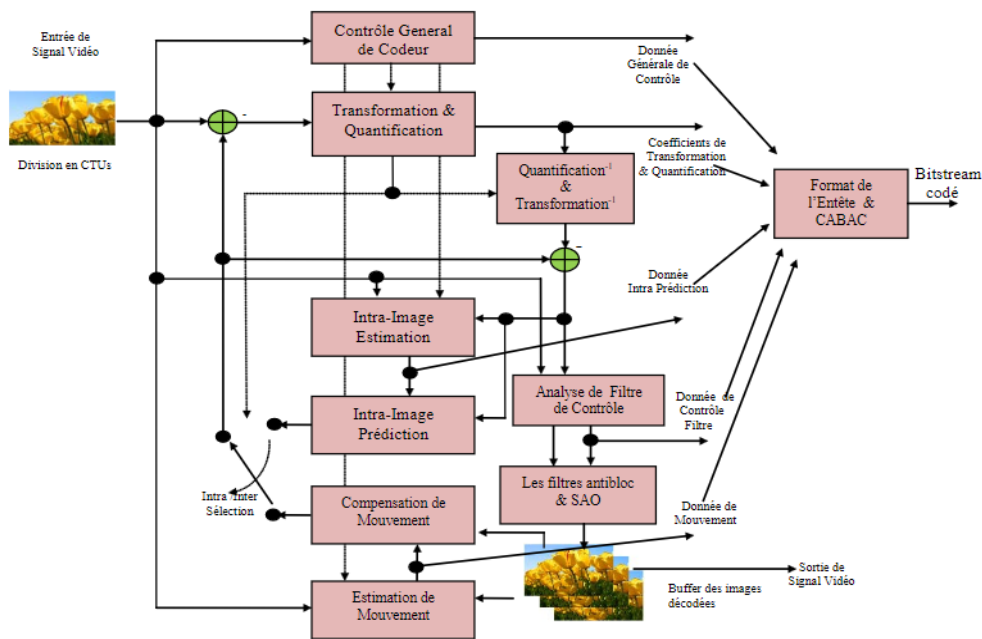 Contrôle General
de Codeur
Entrée de
Signal Vidéo
Donnée
Générale de
Contrôle
Transformation &
Quantification
-
Division en CTUs
Coefficients de
Transformation
& Quantification
Quantification⁻¹
&
Transformation⁻¹
Format de
l'Entête &
CABAC
Bitstream
codé
-
Donnée
Intra Prédiction
Intra-Image
Estimation
Analyse de Filtre
de Contrôle
Donnée de
Contrôle
Filtre
Intra-Image
Prédiction
Les filtres antibloc
& SAO
Intra /Inter
Sélection
Compensation de
Mouvement
Donnée de
Mouvement
Estimation de
Mouvement
Buffer des images
décodées
Sortie de
Signal Vidéo